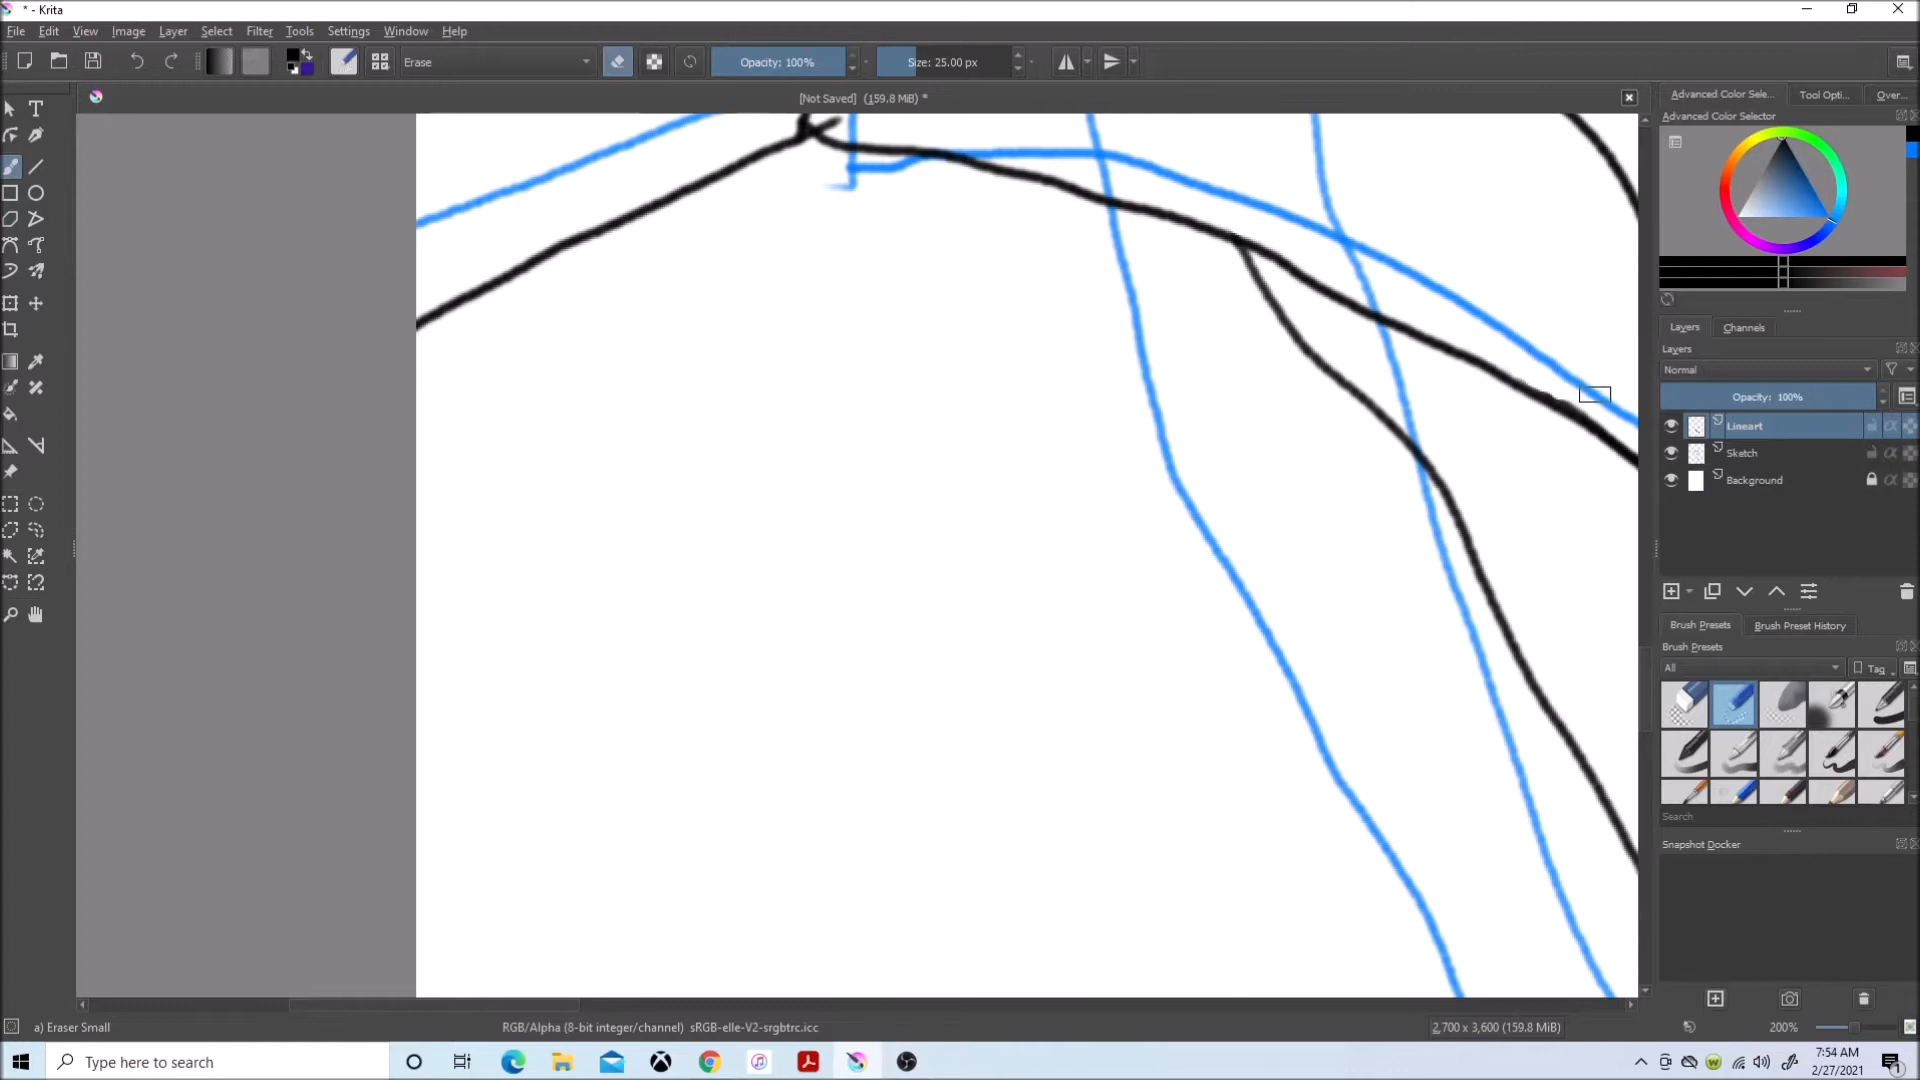 * - Krita
File Edit View Image Layer Select Filter Tools Settings Window Help
Erase Opacity: 100% Size: 25.00 px
[Not Saved] (159.8 MiB) *
Advanced Color Sele... Tool Opti... Over...
Advanced Color Selector
Layers Channels
Layers
Normal
Opacity: 100%
Lineart
Sketch
Background
Brush Presets Brush Preset History
Brush Presets
All Tag
Search
Snapshot Docker
a) Eraser Small RGB/Alpha (8-bit integer/channel) sRGB-elle-V2-srgbtrc.icc 2,700 x 3,600 (159.8 MiB) 200%
Type here to search
7:54 AM
2/27/2021
1